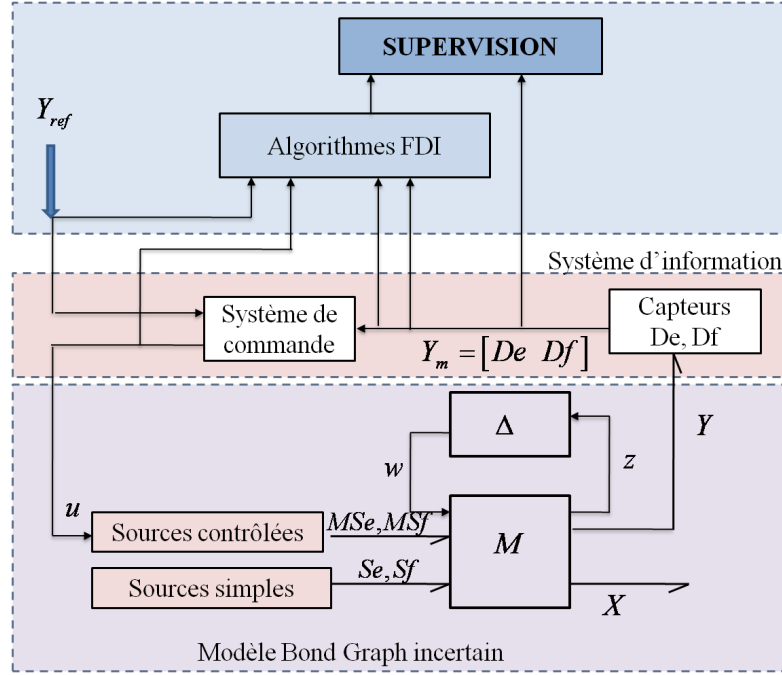 SUPERVISION
Y_ref
Algorithmes FDI
Système d'information
Système de
commande
Capteurs
De, Df
Y_m = [De Df]
Δ
Y
w
z
u
Sources contrôlées
MSe, MSf
M
Sources simples
Se, Sf
X
Modèle Bond Graph incertain